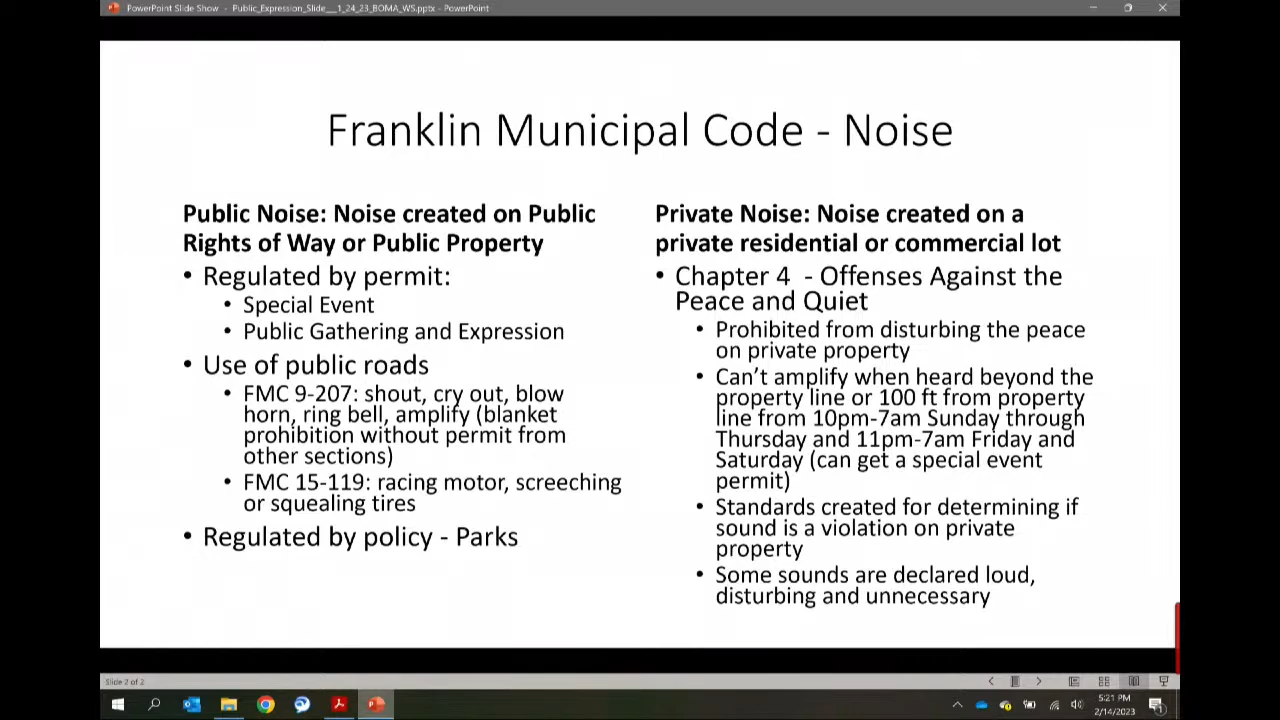 PowerPoint Slide Show - Public_Expression_Slide__1_24_23_BOMA_WS.pptx - PowerPoint
Franklin Municipal Code - Noise
Public Noise: Noise created on Public
Rights of Way or Public Property
• Regulated by permit:
• Special Event
• Public Gathering and Expression
• Use of public roads
• FMC 9-207: shout, cry out, blow
horn, ring bell, amplify (blanket
prohibition without permit from
other sections)
• FMC 15-119: racing motor, screeching
or squealing tires
• Regulated by policy - Parks
Private Noise: Noise created on a
private residential or commercial lot
• Chapter 4 - Offenses Against the
Peace and Quiet
• Prohibited from disturbing the peace
on private property
• Can't amplify when heard beyond the
property line or 100 ft from property
line from 10pm-7am Sunday through
Thursday and 11pm-7am Friday and
Saturday (can get a special event
permit)
• Standards created for determining if
sound is a violation on private
property
• Some sounds are declared loud,
disturbing and unnecessary
Slide 2 of 2
5:21 PM
2/14/2023